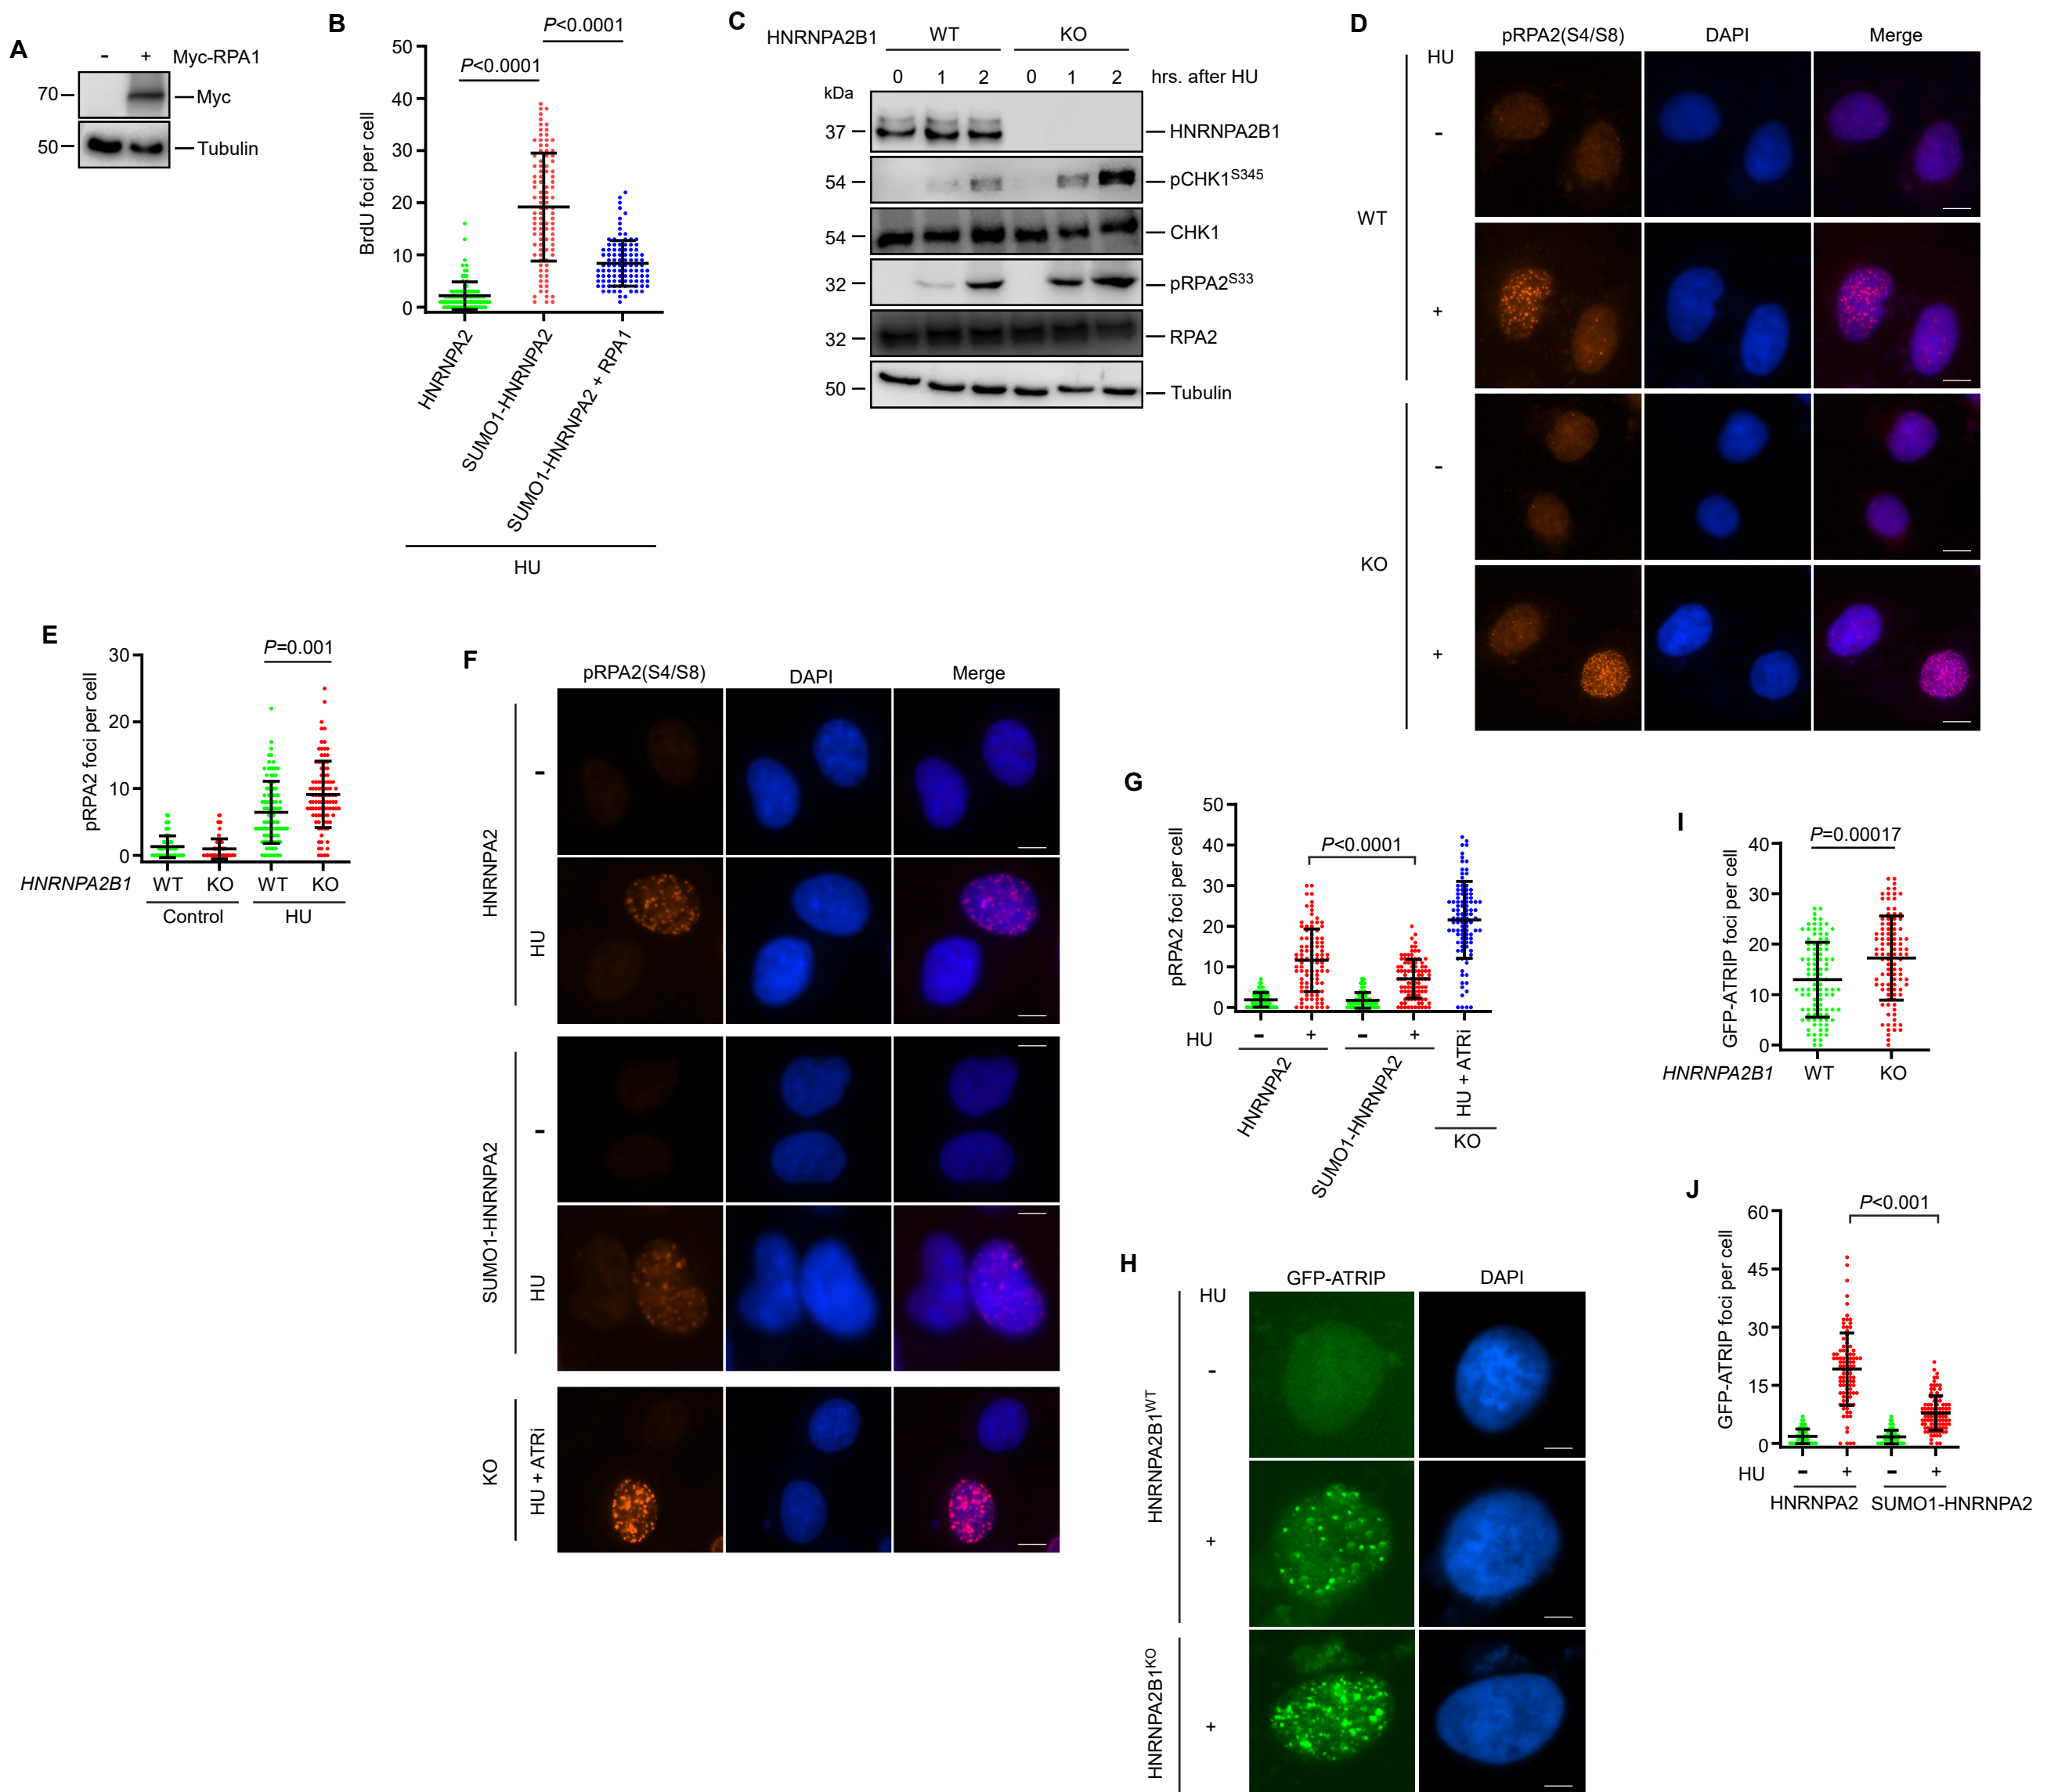 A
- + Myc-RPA1
70 Myc
50 Tubulin
B
P<0.0001
P<0.0001
BrdU foci per cell
50
40
30
20
10
0
HNRNPA2
SUMO1-HNRNPA2
SUMO1-HNRNPA2 + RPA1
HU
C
HNRNPA2B1 WT KO
0 1 2 0 1 2 hrs. after HU
kDa
37 HNRNPA2B1
54 pCHK1S345
54 CHK1
32 pRPA2S33
32 RPA2
50 Tubulin
D
pRPA2(S4/S8) DAPI Merge
HU
-
WT
+
-
KO
+
E
P=0.001
pRPA2 foci per cell
30
20
10
0
HNRNPA2B1 WT KO WT KO
Control HU
F
pRPA2(S4/S8) DAPI Merge
HNRNPA2
-
HU
SUMO1-HNRNPA2
-
HU
KO
HU + ATRi
G
P<0.0001
pRPA2 foci per cell
50
40
30
20
10
0
HU - + - +
HNRNPA2
SUMO1-HNRNPA2
HU + ATRi
KO
H
GFP-ATRIP DAPI
HU
HNRNPA2B1WT
-
+
HNRNPA2B1KO
+
I
P=0.00017
GFP-ATRIP foci per cell
40
30
20
10
0
HNRNPA2B1 WT KO
J
P<0.001
GFP-ATRIP foci per cell
60
45
30
15
0
HU - + - +
HNRNPA2 SUMO1-HNRNPA2